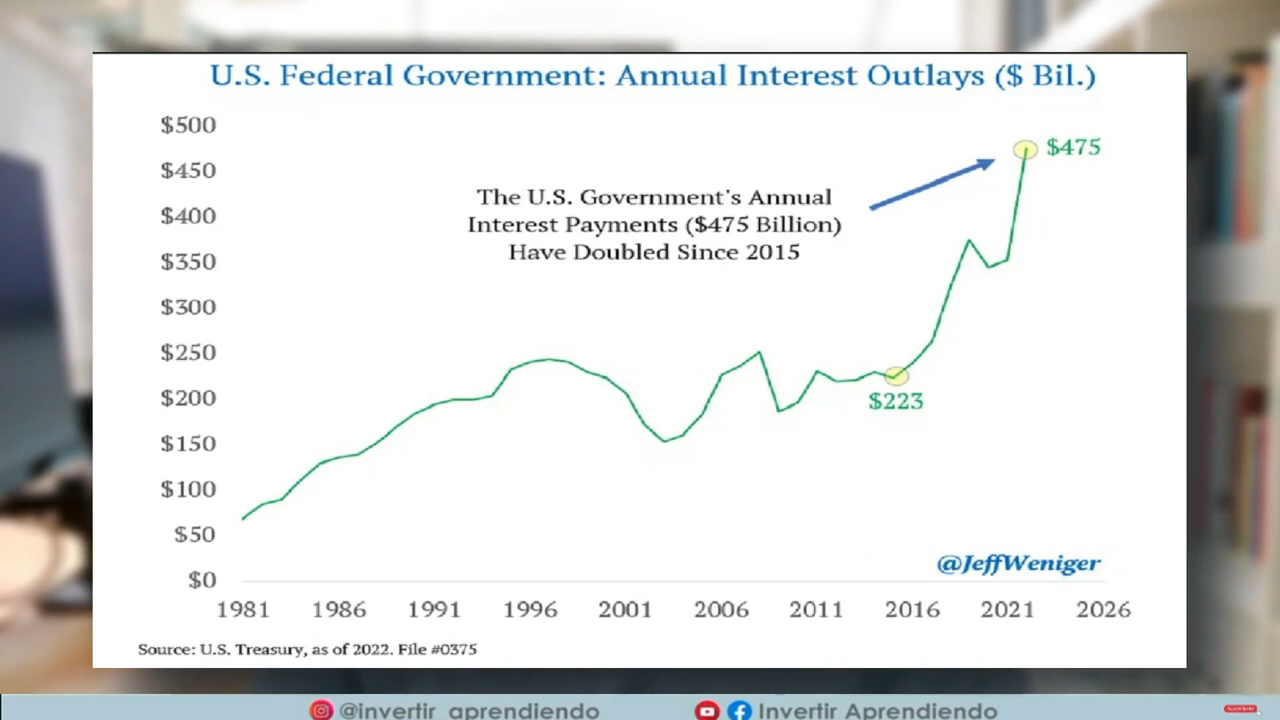 U.S. Federal Government: Annual Interest Outlays ($ Bil.)
$500
$450
$400
$350
$300
$250
$200
$150
$100
$50
$0
$475
The U.S. Government's Annual
Interest Payments ($475 Billion)
Have Doubled Since 2015
$223
@JeffWeniger
1981 1986 1991 1996 2001 2006 2011 2016 2021 2026
Source: U.S. Treasury, as of 2022. File #0375
@invertir_aprendiendo
Invertir Aprendiendo